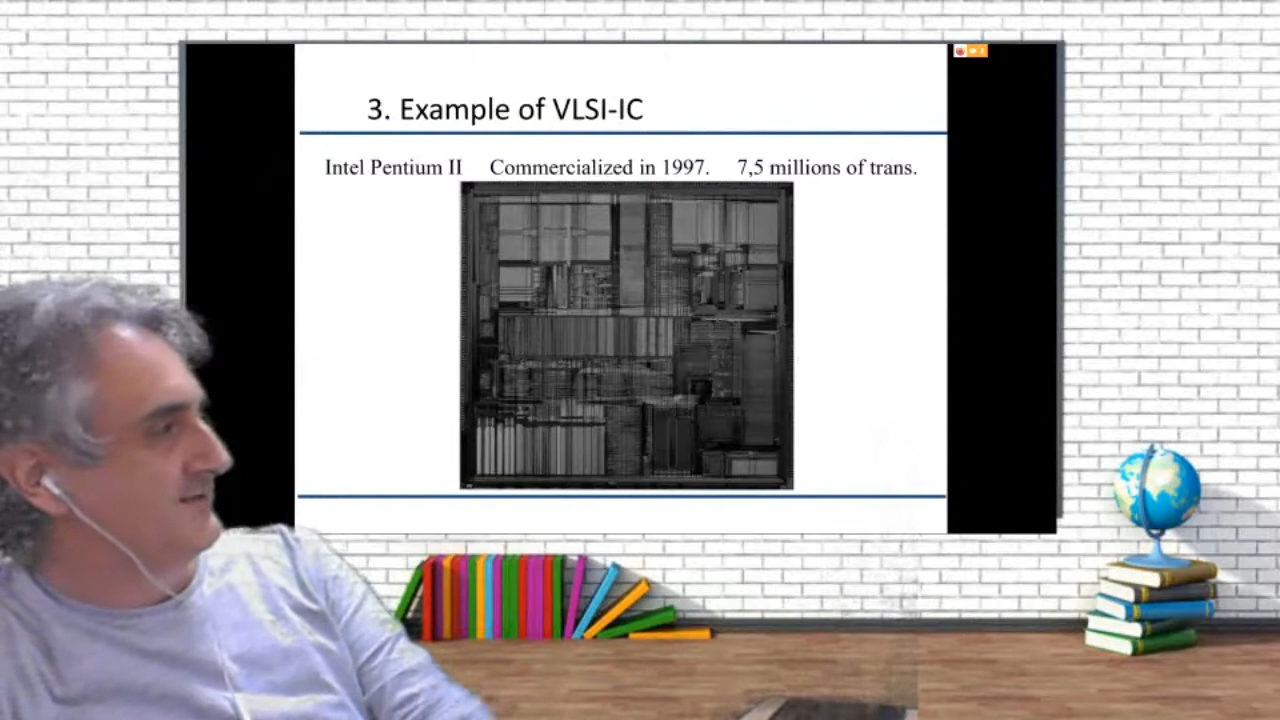 3. Example of VLSI-IC
Intel Pentium II Commercialized in 1997. 7,5 millions of trans.